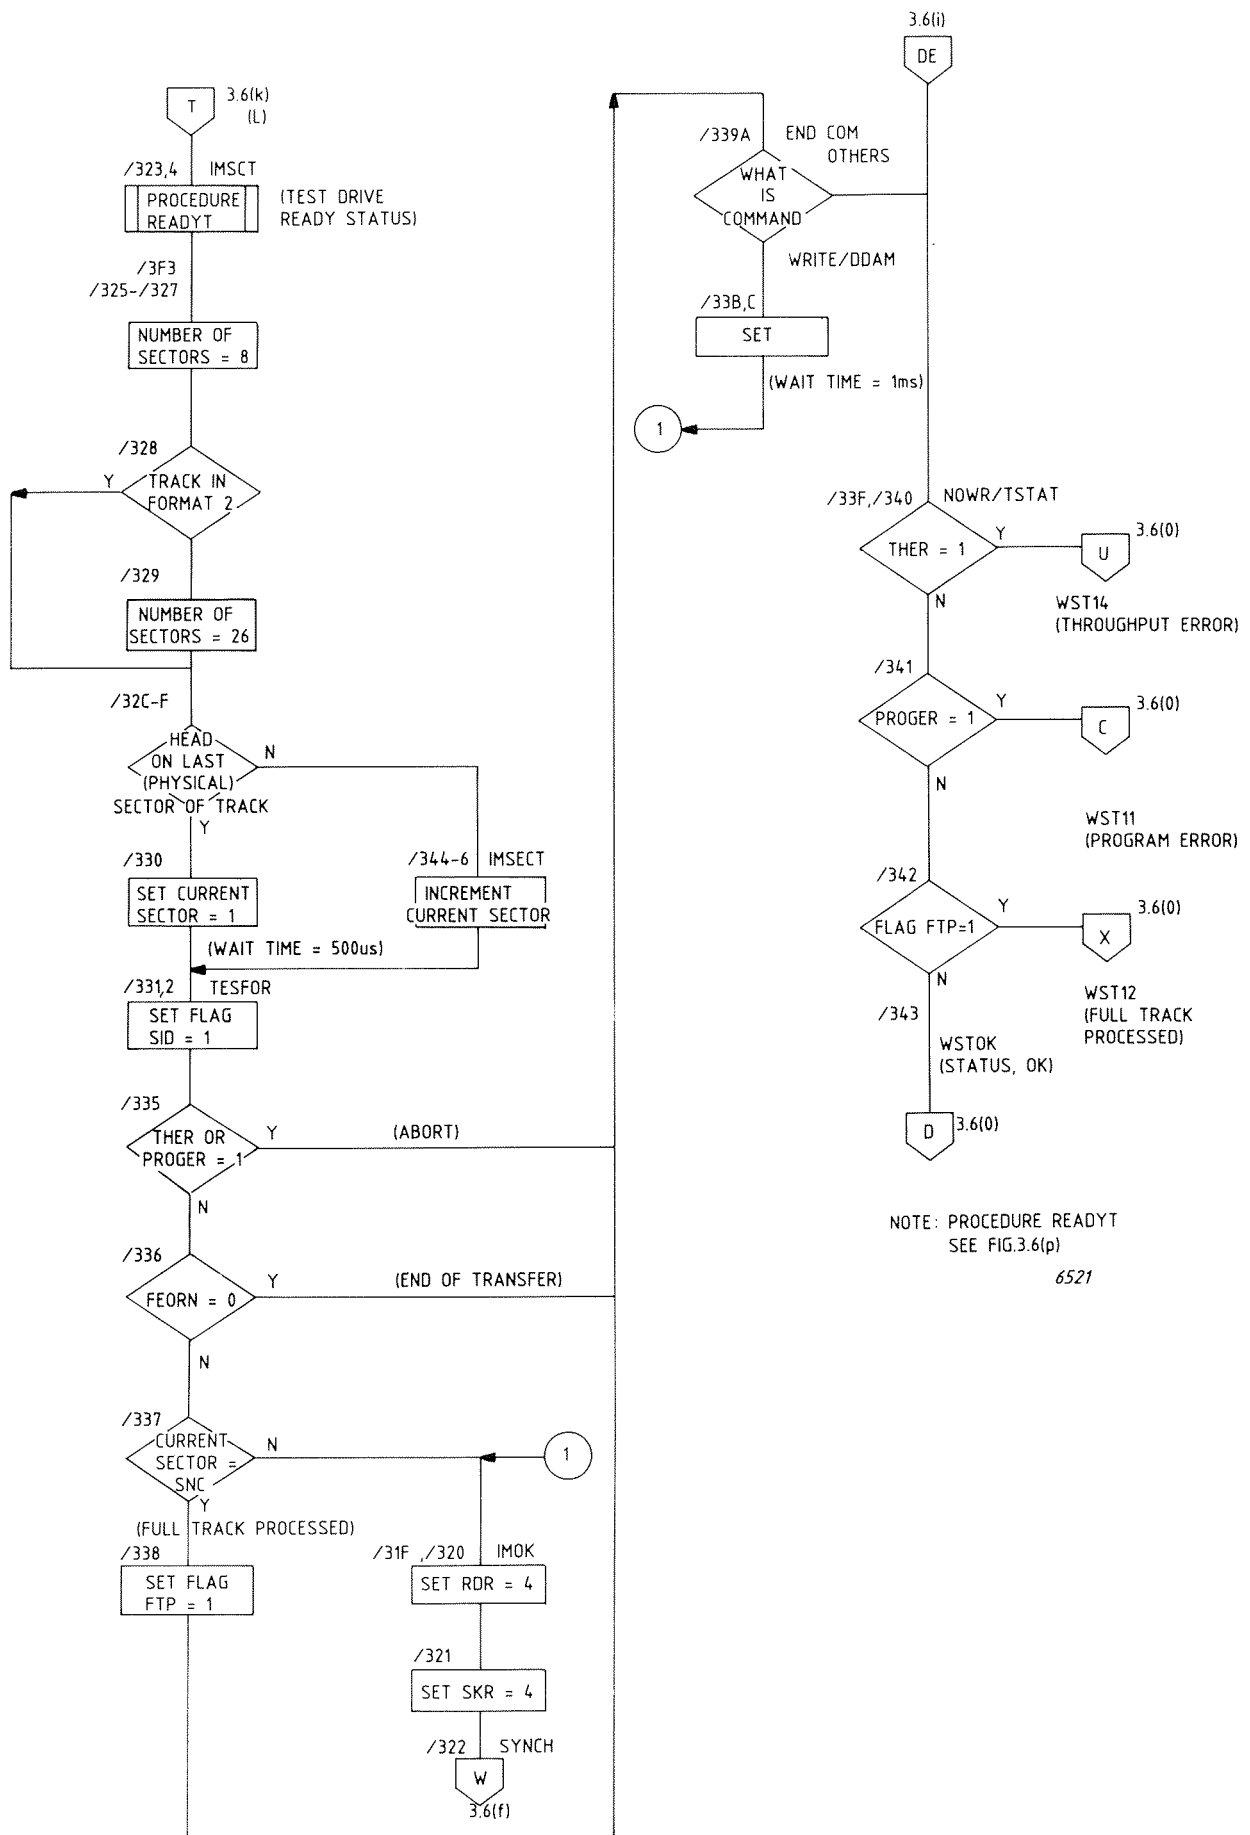 3.6(i)
DE
T
3.6(k)
(L)
/323,4 IMSCT
PROCEDURE
READYT
(TEST DRIVE
READY STATUS)
/3F3
/325-/327
NUMBER OF
SECTORS = 8
/328
Y
TRACK IN
FORMAT 2
/329
NUMBER OF
SECTORS = 26
/32C-F
HEAD
ON LAST
(PHYSICAL)
SECTOR OF TRACK
N
Y
/330
SET CURRENT
SECTOR = 1
/344-6 IMSECT
INCREMENT
CURRENT SECTOR
(WAIT TIME = 500us)
/331,2 TESFOR
SET FLAG
SID = 1
/335
THER OR
PROGER = 1
Y
(ABORT)
N
/336
FEORN = 0
Y
(END OF TRANSFER)
N
/337
CURRENT
SECTOR =
SNC
N
Y
1
(FULL TRACK PROCESSED)
/338
SET FLAG
FTP = 1
/31F ,/320 IMOK
SET RDR = 4
/321
SET SKR = 4
/322 SYNCH
W
3.6(f)
/339A
END COM
OTHERS
WHAT
IS
COMMAND
WRITE/DDAM
/33B,C
SET
(WAIT TIME = 1ms)
1
/33F,/340 NOWR/TSTAT
THER = 1
Y
U
3.6(0)
N
WST14
(THROUGHPUT ERROR)
/341
PROGER = 1
Y
C
3.6(0)
N
WST11
(PROGRAM ERROR)
/342
FLAG FTP=1
Y
X
3.6(0)
N
WST12
(FULL TRACK
PROCESSED)
/343
WSTOK
(STATUS, OK)
D
3.6(0)
NOTE: PROCEDURE READYT
SEE FIG.3.6(p)
6521